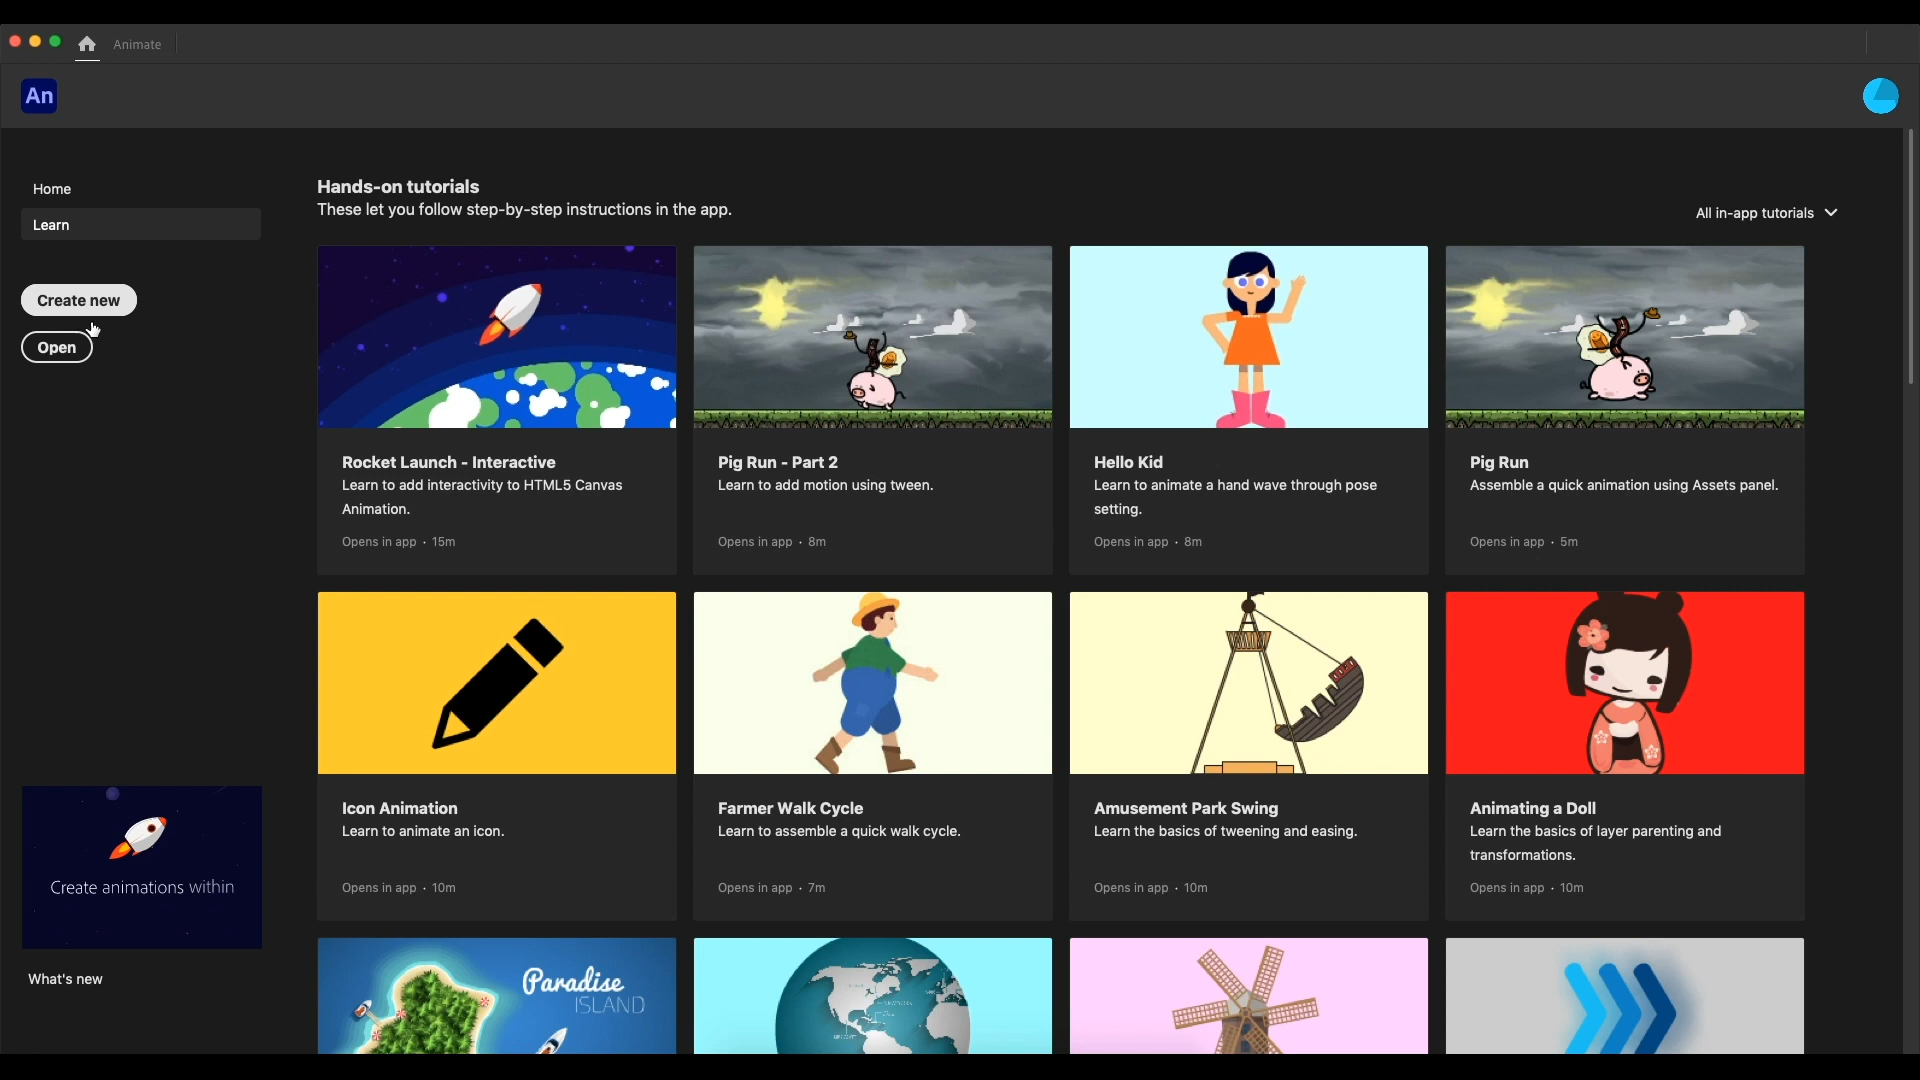 Animate
An
Home
Learn
Create new
Open
Hands-on tutorials
These let you follow step-by-step instructions in the app.
All in-app tutorials
Rocket Launch - Interactive
Learn to add interactivity to HTML5 Canvas
Animation.
Opens in app · 15m
Pig Run - Part 2
Learn to add motion using tween.
Opens in app · 8m
Hello Kid
Learn to animate a hand wave through pose
setting.
Opens in app · 8m
Pig Run
Assemble a quick animation using Assets panel.
Opens in app · 5m
Icon Animation
Learn to animate an icon.
Opens in app · 10m
Farmer Walk Cycle
Learn to assemble a quick walk cycle.
Opens in app · 7m
Amusement Park Swing
Learn the basics of tweening and easing.
Opens in app · 10m
Animating a Doll
Learn the basics of layer parenting and
transformations.
Opens in app · 10m
Create animations within
What's new
Paradise
ISLAND